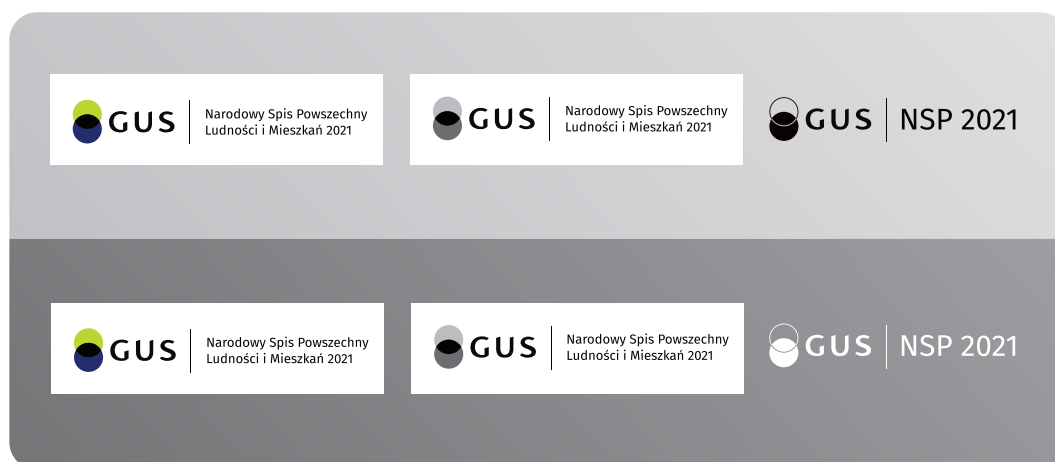 GUS
Narodowy Spis Powszechny
Ludności i Mieszkań 2021
GUS
Narodowy Spis Powszechny
Ludności i Mieszkań 2021
GUS
NSP 2021
GUS
Narodowy Spis Powszechny
Ludności i Mieszkań 2021
GUS
Narodowy Spis Powszechny
Ludności i Mieszkań 2021
GUS
NSP 2021